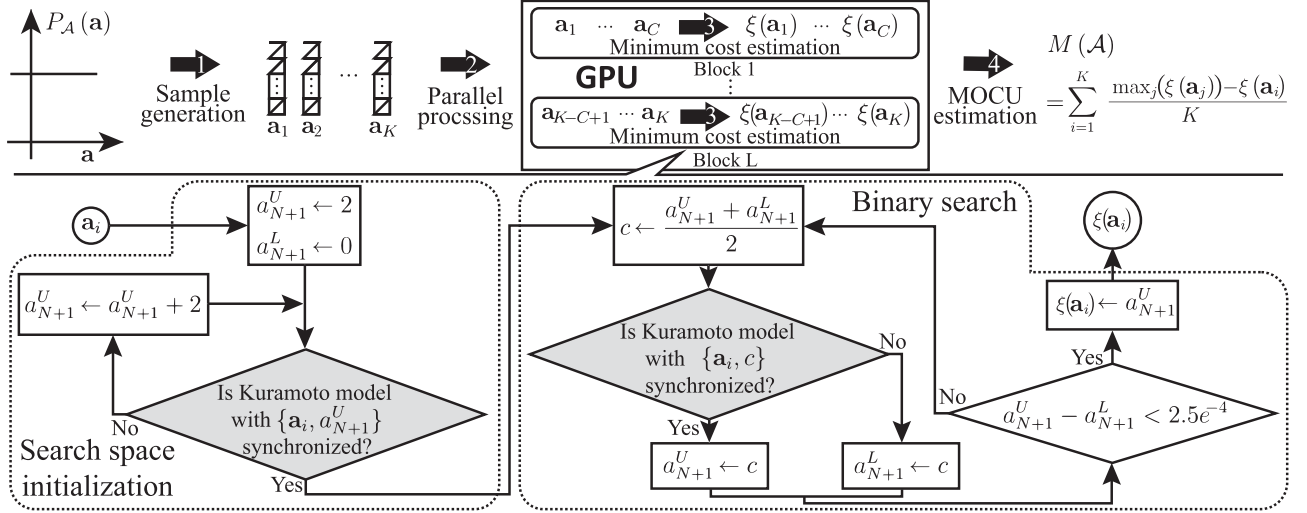 P_𝒜(𝐚)
𝐚
1
Sample
generation
𝐚_1 𝐚_2 ⋯ 𝐚_K
2
Parallel
procssing
𝐚_1 ⋯ 𝐚_C 3 ξ(𝐚_1) ⋯ ξ(𝐚_C)
Minimum cost estimation
Block 1
GPU
⋮
𝐚_{K−C+1} ⋯ 𝐚_K 3 ξ(𝐚_{K−C+1}) ⋯ ξ(𝐚_K)
Minimum cost estimation
Block L
4
MOCU
estimation
M(𝒜)
=∑_{i=1}^{K} (max_j(ξ(𝐚_j))−ξ(𝐚_i))/K
𝐚_i
a^U_{N+1} ← 2
a^L_{N+1} ← 0
a^U_{N+1} ← a^U_{N+1} + 2
Is Kuramoto model
with {𝐚_i, a^U_{N+1}}
synchronized?
No
Yes
Search space
initialization
Binary search
c ← (a^U_{N+1} + a^L_{N+1})/2
Is Kuramoto model
with {𝐚_i, c}
synchronized?
No
Yes
a^U_{N+1} ← c
a^L_{N+1} ← c
ξ(𝐚_i)
ξ(𝐚_i) ← a^U_{N+1}
Yes
No
a^U_{N+1} − a^L_{N+1} < 2.5e^{−4}